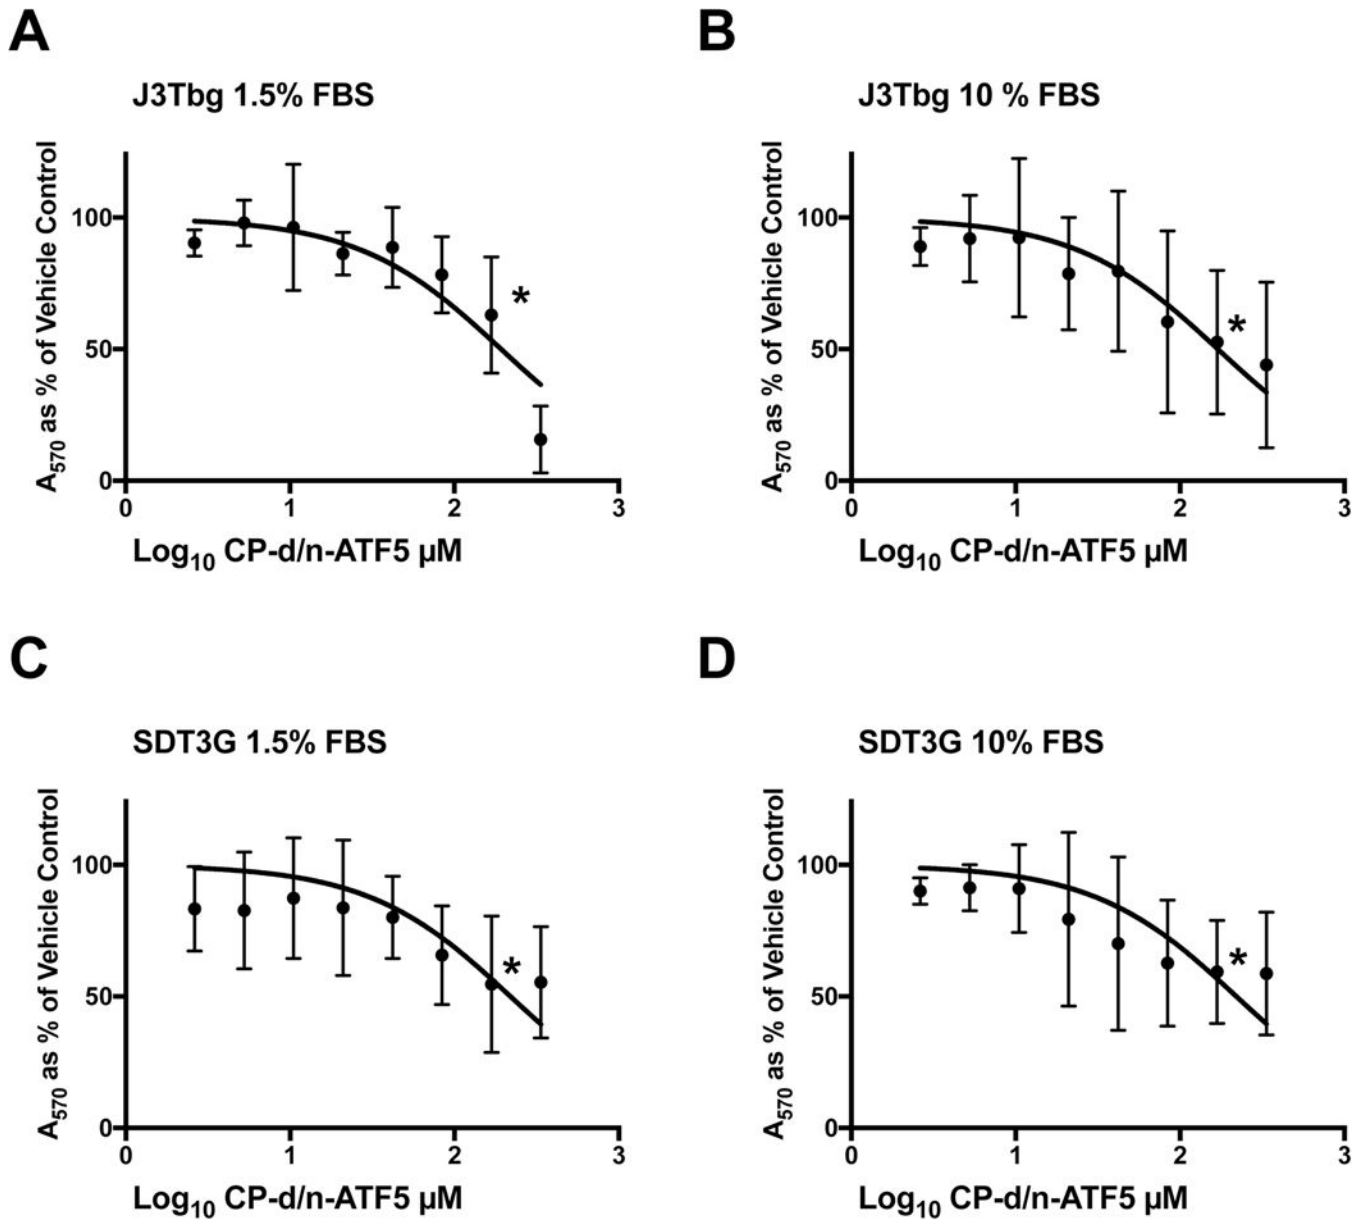 A
J3Tbg 1.5% FBS
A570 as % of Vehicle Control
100
50
0
*
0 1 2 3
Log10 CP-d/n-ATF5 µM
B
J3Tbg 10 % FBS
A570 as % of Vehicle Control
100
50
0
*
0 1 2 3
Log10 CP-d/n-ATF5 µM
C
SDT3G 1.5% FBS
A570 as % of Vehicle Control
100
50
0
*
0 1 2 3
Log10 CP-d/n-ATF5 µM
D
SDT3G 10% FBS
A570 as % of Vehicle Control
100
50
0
*
0 1 2 3
Log10 CP-d/n-ATF5 µM